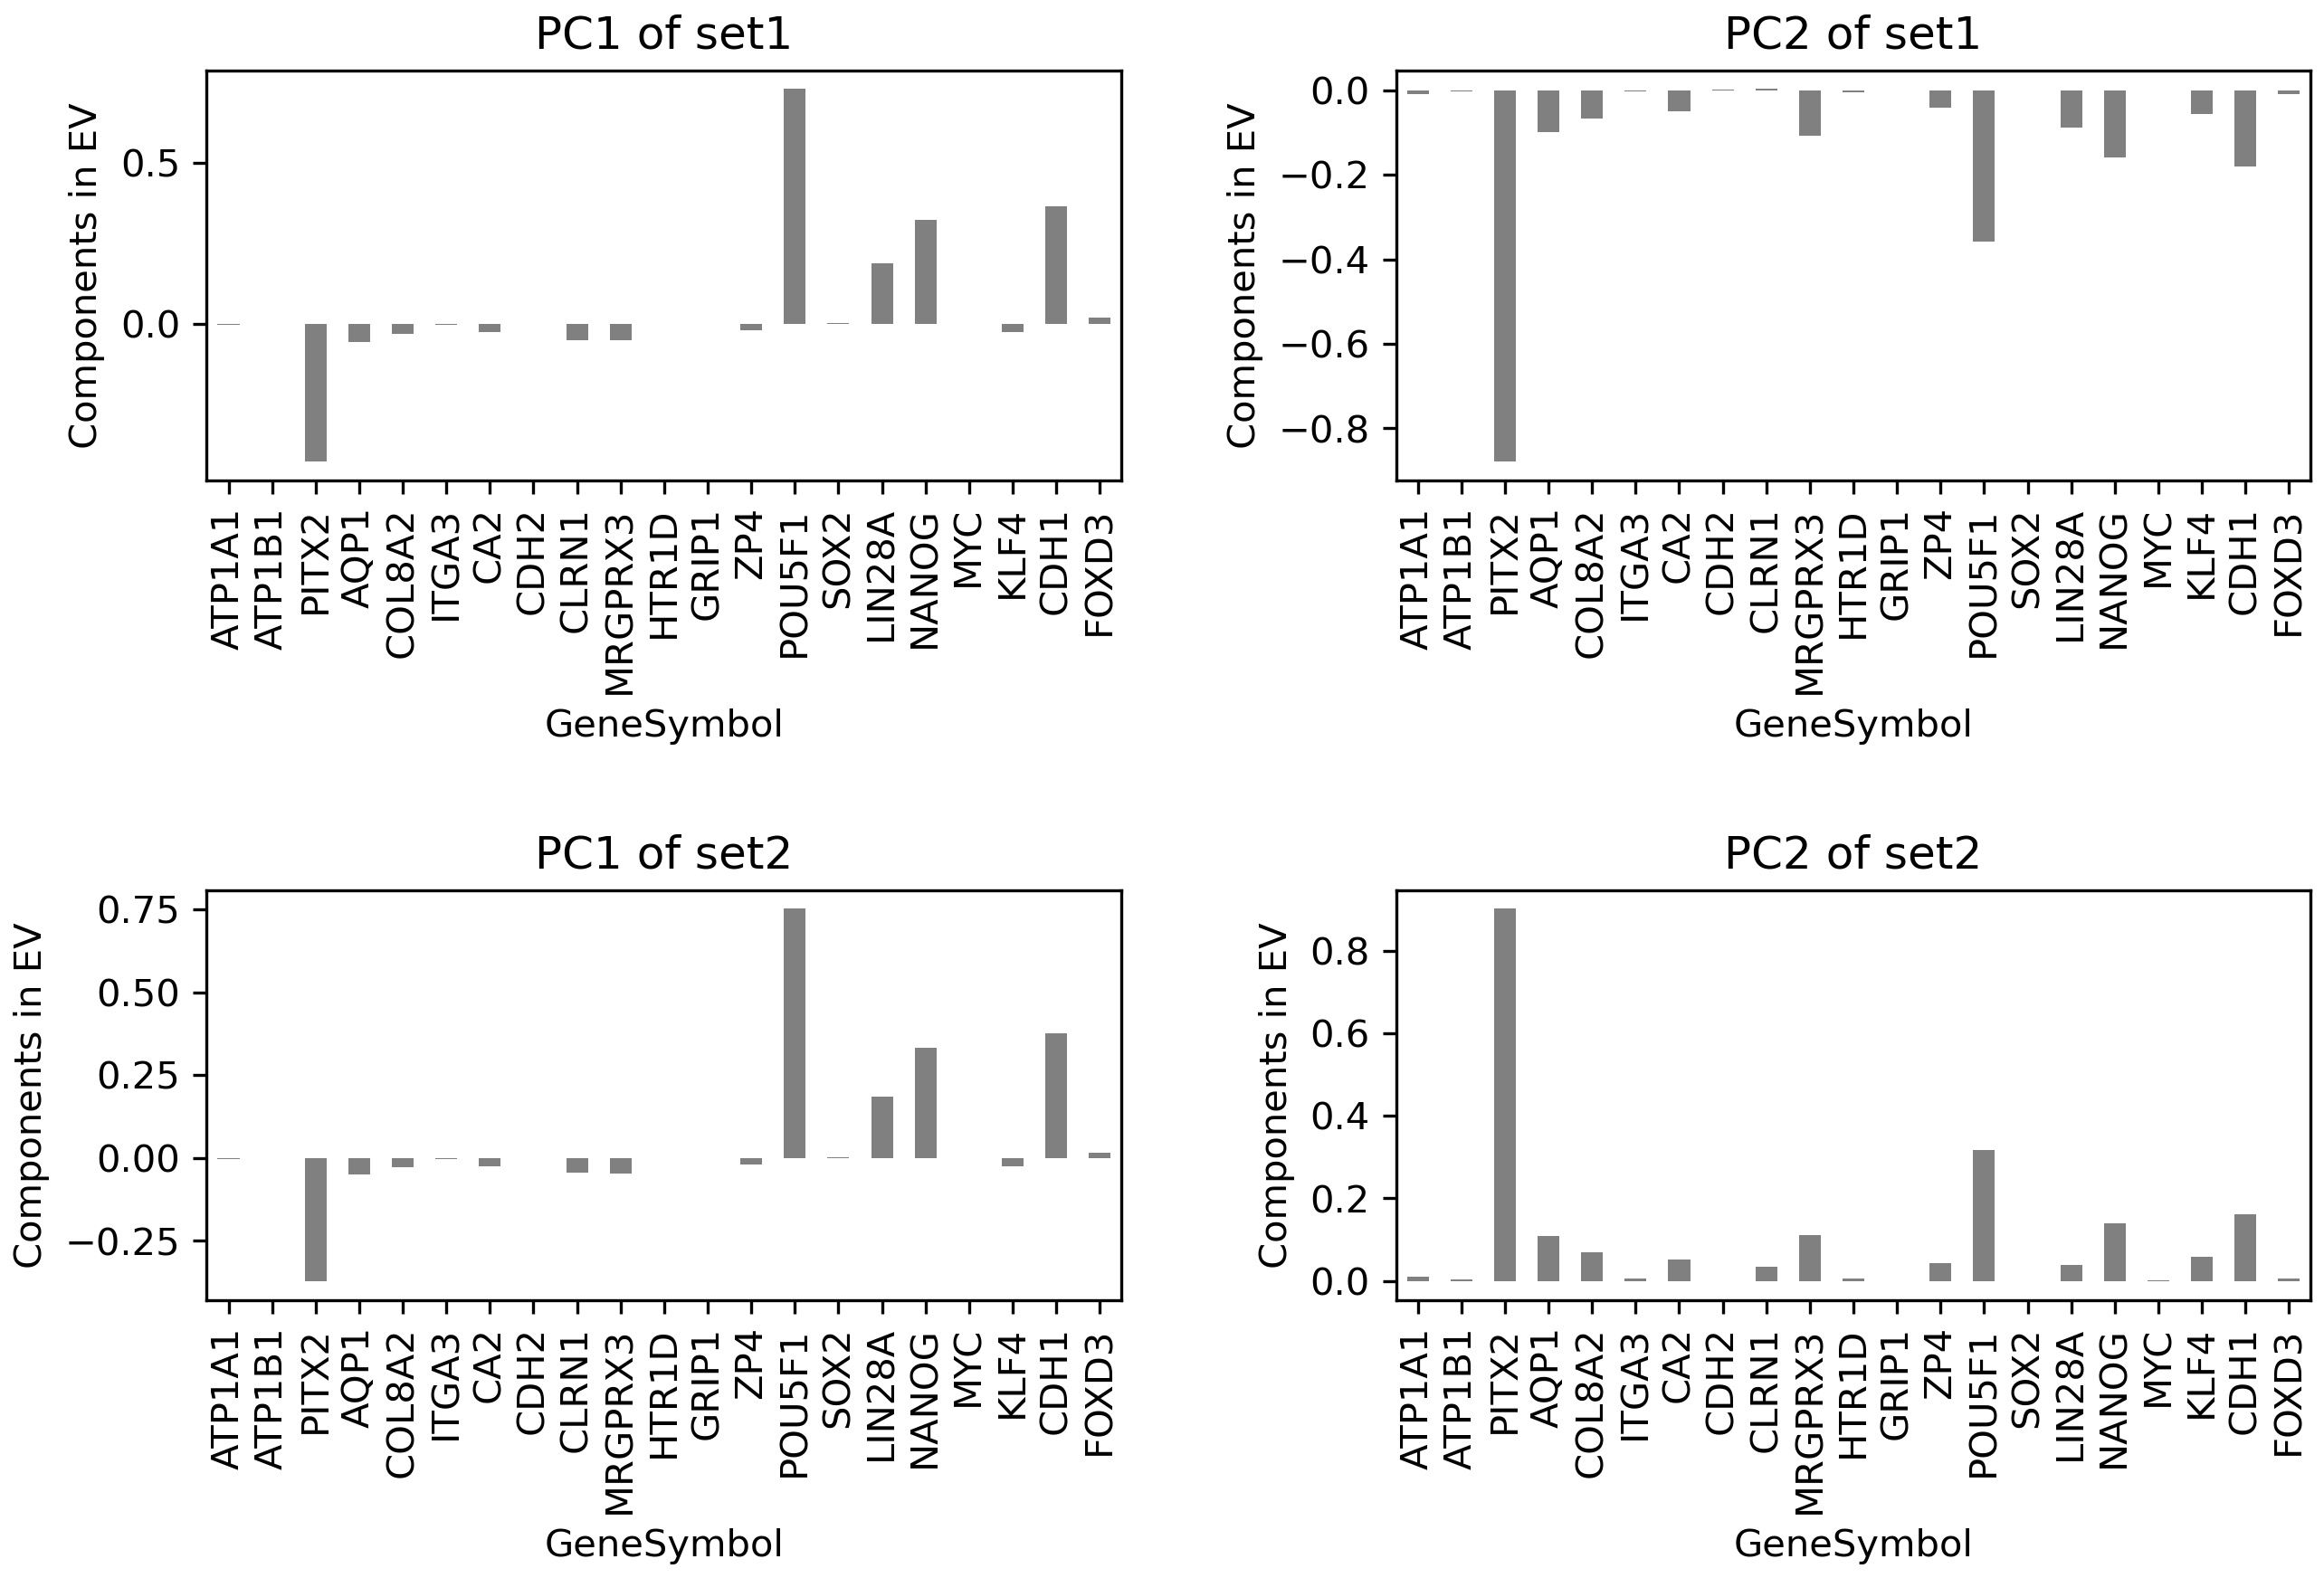 PC1 of set1
Components in EV
0.5
0.0
ATP1A1
ATP1B1
PITX2
AQP1
COL8A2
ITGA3
CA2
CDH2
CLRN1
MRGPRX3
HTR1D
GRIP1
ZP4
POU5F1
SOX2
LIN28A
NANOG
MYC
KLF4
CDH1
FOXD3
GeneSymbol
PC2 of set1
Components in EV
0.0
−0.2
−0.4
−0.6
−0.8
ATP1A1
ATP1B1
PITX2
AQP1
COL8A2
ITGA3
CA2
CDH2
CLRN1
MRGPRX3
HTR1D
GRIP1
ZP4
POU5F1
SOX2
LIN28A
NANOG
MYC
KLF4
CDH1
FOXD3
GeneSymbol
PC1 of set2
Components in EV
0.75
0.50
0.25
0.00
−0.25
ATP1A1
ATP1B1
PITX2
AQP1
COL8A2
ITGA3
CA2
CDH2
CLRN1
MRGPRX3
HTR1D
GRIP1
ZP4
POU5F1
SOX2
LIN28A
NANOG
MYC
KLF4
CDH1
FOXD3
GeneSymbol
PC2 of set2
Components in EV
0.8
0.6
0.4
0.2
0.0
ATP1A1
ATP1B1
PITX2
AQP1
COL8A2
ITGA3
CA2
CDH2
CLRN1
MRGPRX3
HTR1D
GRIP1
ZP4
POU5F1
SOX2
LIN28A
NANOG
MYC
KLF4
CDH1
FOXD3
GeneSymbol